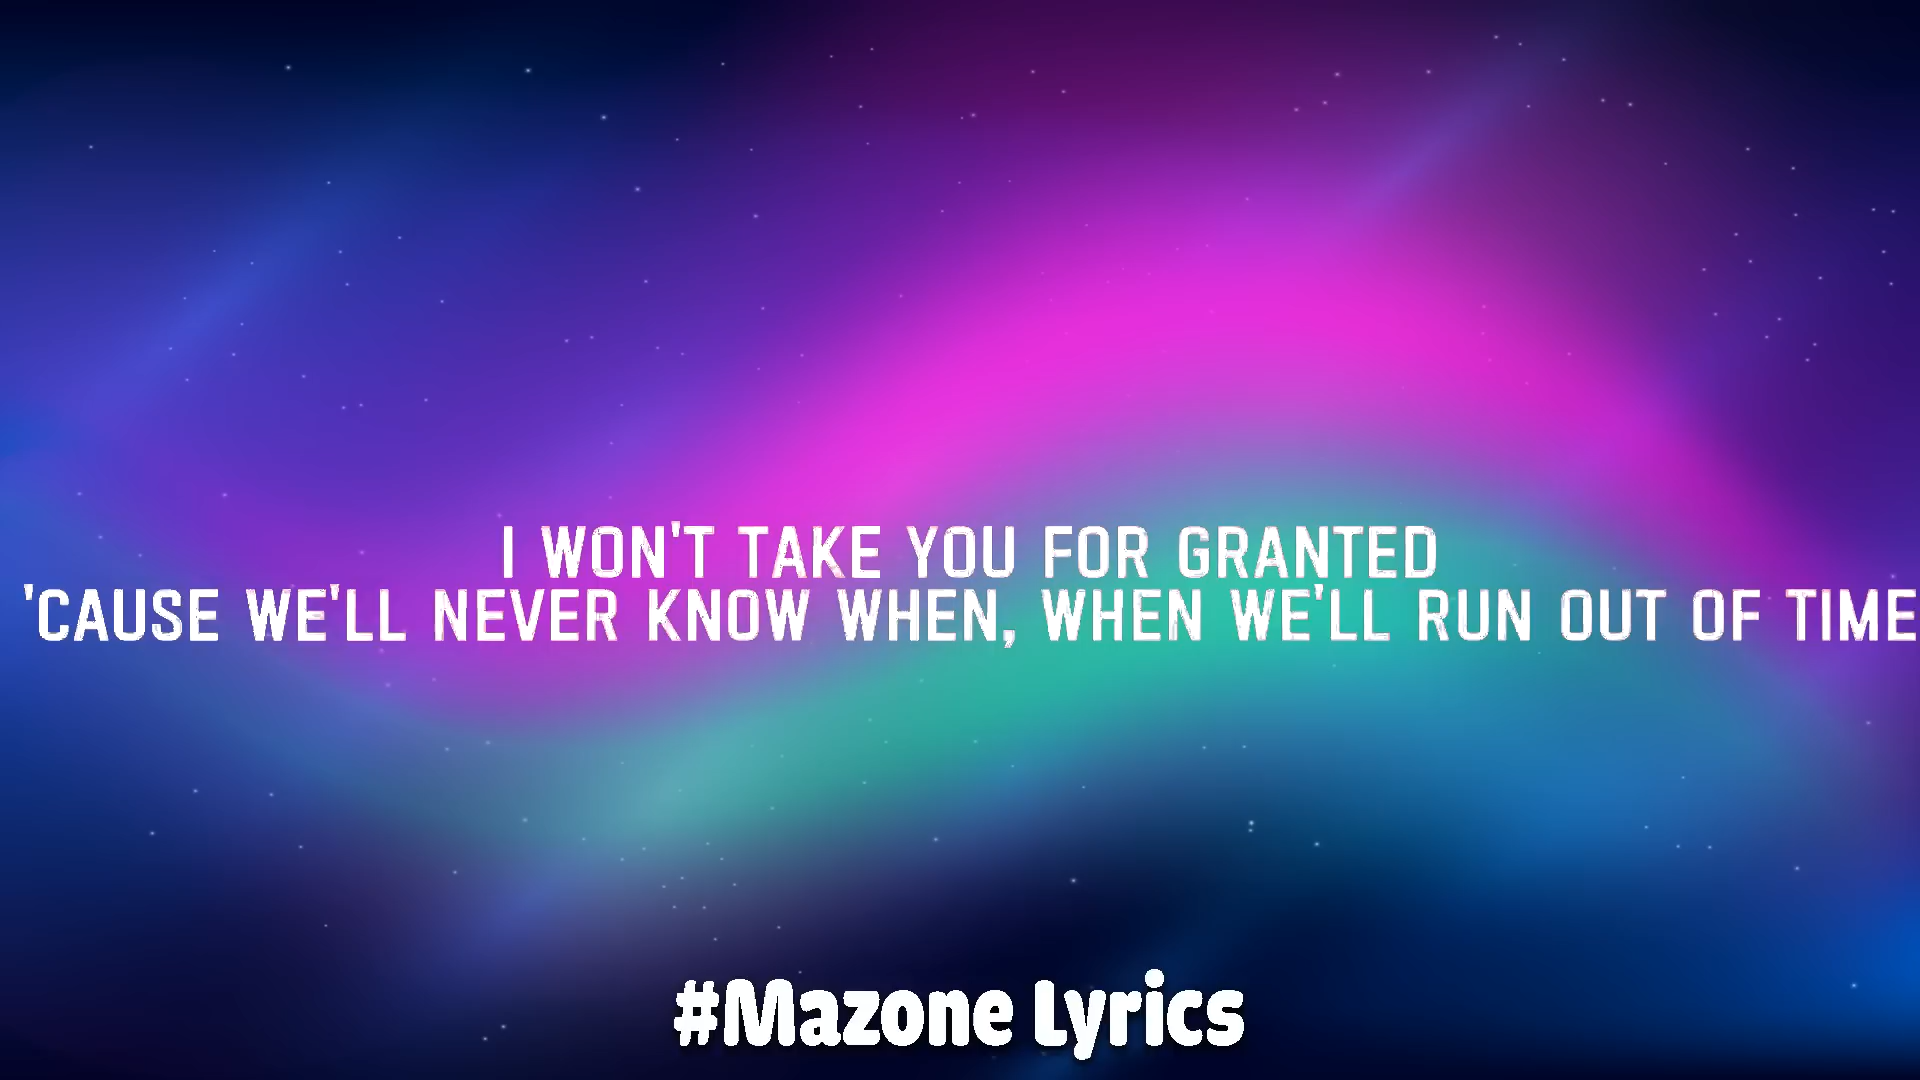 I WON'T TAKE YOU FOR GRANTED
'CAUSE WE'LL NEVER KNOW WHEN, WHEN WE'LL RUN OUT OF TIME
#Mazone Lyrics